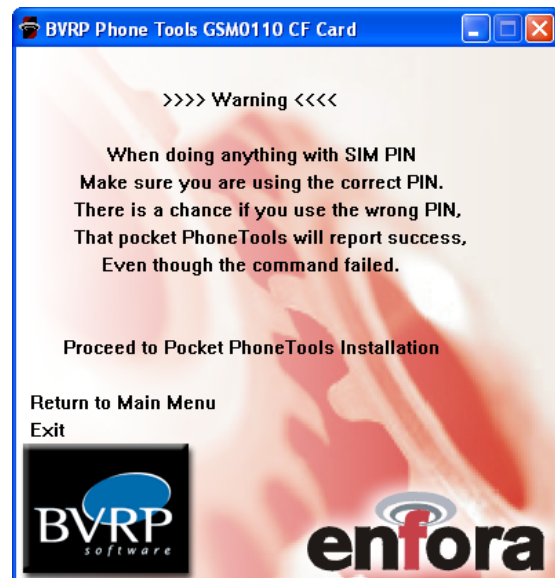 BVRP Phone Tools GSM0110 CF Card
>>>> Warning <<<<
When doing anything with SIM PIN
Make sure you are using the correct PIN.
There is a chance if you use the wrong PIN,
That pocket PhoneTools will report success,
Even though the command failed.
Proceed to Pocket PhoneTools Installation
Return to Main Menu
Exit
BVRP
software
enfora